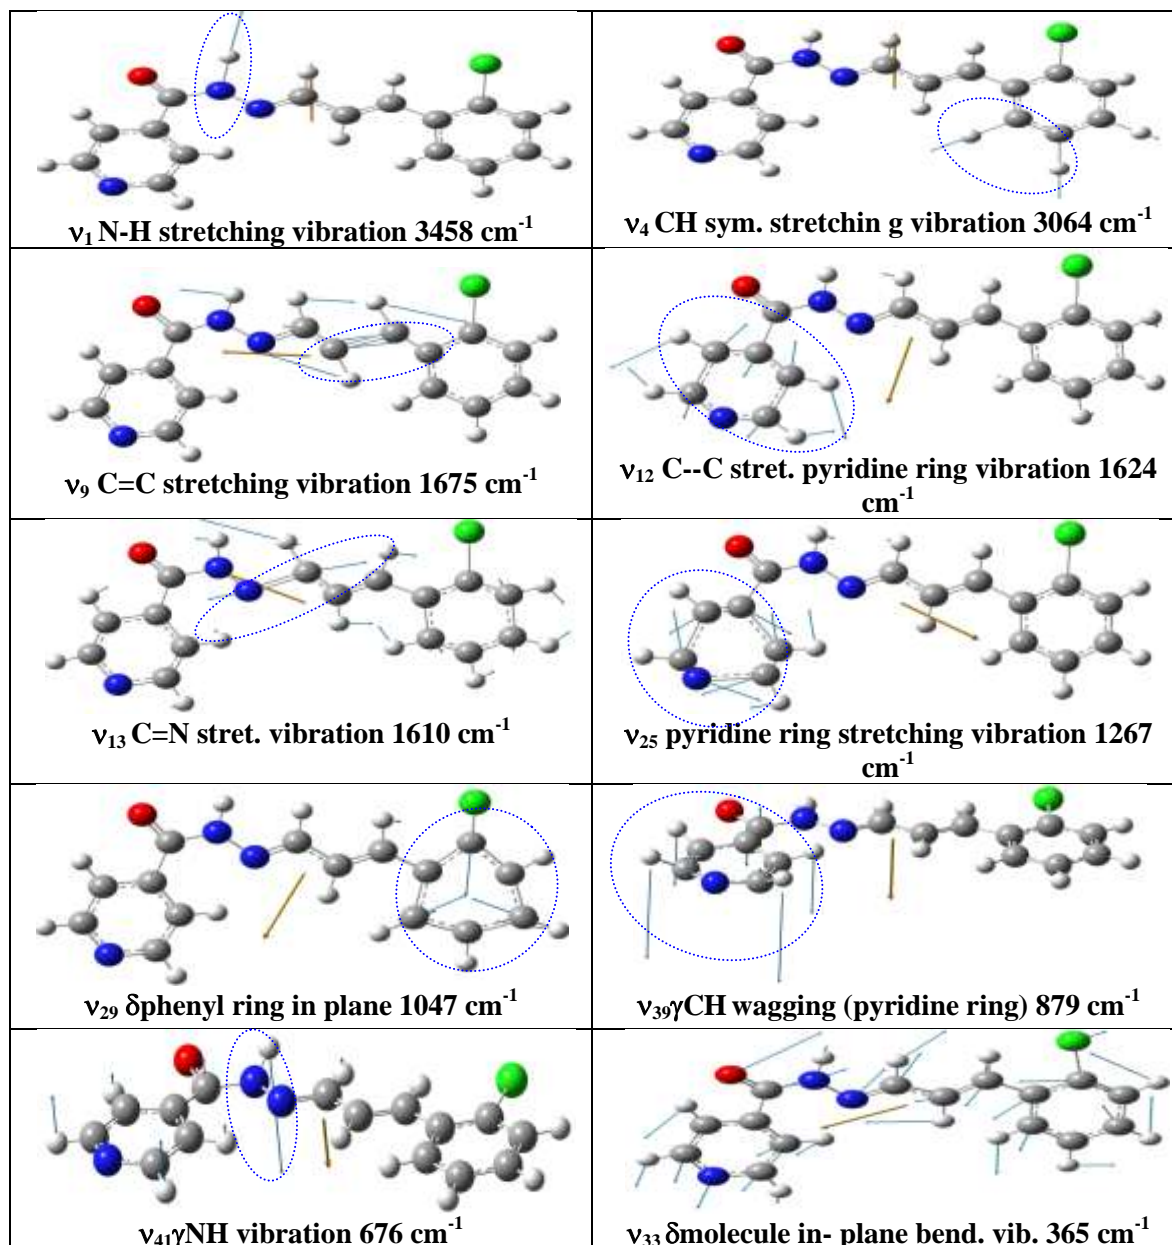 ν₁ N-H stretching vibration 3458 cm⁻¹
ν₄ CH sym. stretchin g vibration 3064 cm⁻¹
ν₉ C=C stretching vibration 1675 cm⁻¹
ν₁₂ C--C stret. pyridine ring vibration 1624
cm⁻¹
ν₁₃ C=N stret. vibration 1610 cm⁻¹
ν₂₅ pyridine ring stretching vibration 1267
cm⁻¹
ν₂₉ δphenyl ring in plane 1047 cm⁻¹
ν₃₉γCH wagging (pyridine ring) 879 cm⁻¹
ν₄₁γNH vibration 676 cm⁻¹
ν₃₃ δmolecule in- plane bend. vib. 365 cm⁻¹